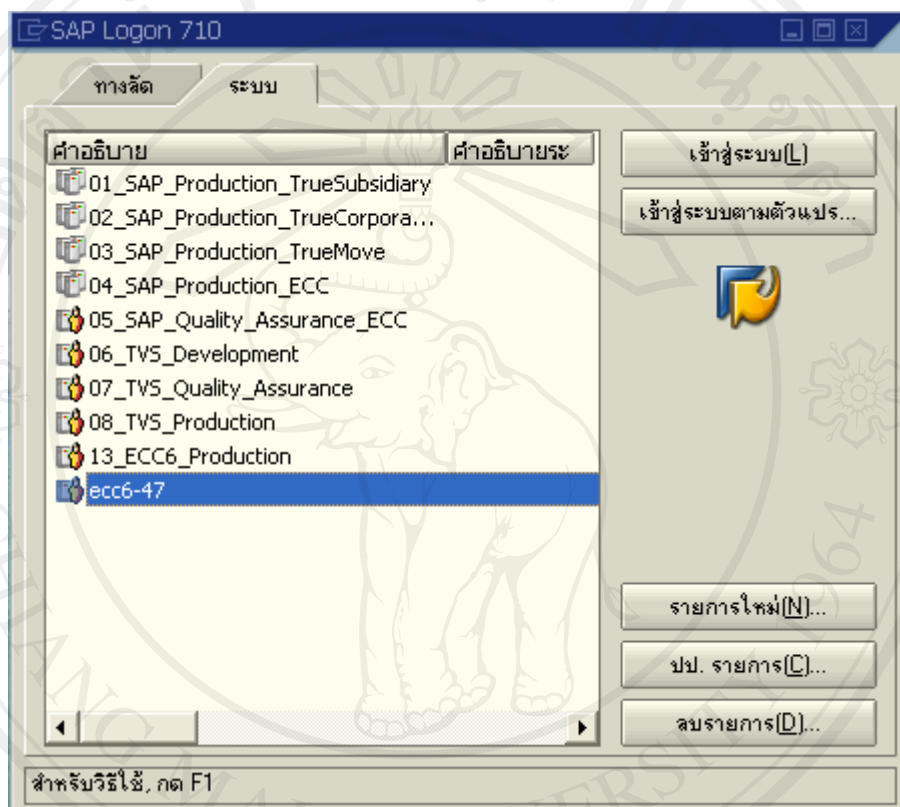 SAP Logon 710
ทางลัด ระบบ
คำอธิบาย คำอธิบายระ
01_SAP_Production_TrueSubsidiary
02_SAP_Production_TrueCorpora...
03_SAP_Production_TrueMove
04_SAP_Production_ECC
05_SAP_Quality_Assurance_ECC
06_TVS_Development
07_TVS_Quality_Assurance
08_TVS_Production
13_ECC6_Production
ecc6-47
เข้าสู่ระบบ(L)
เข้าสู่ระบบตามตัวแปร...
รายการใหม่(N)...
ปป. รายการ(C)...
ลบรายการ(D)...
สำหรับวิธีใช้, กด F1
1964